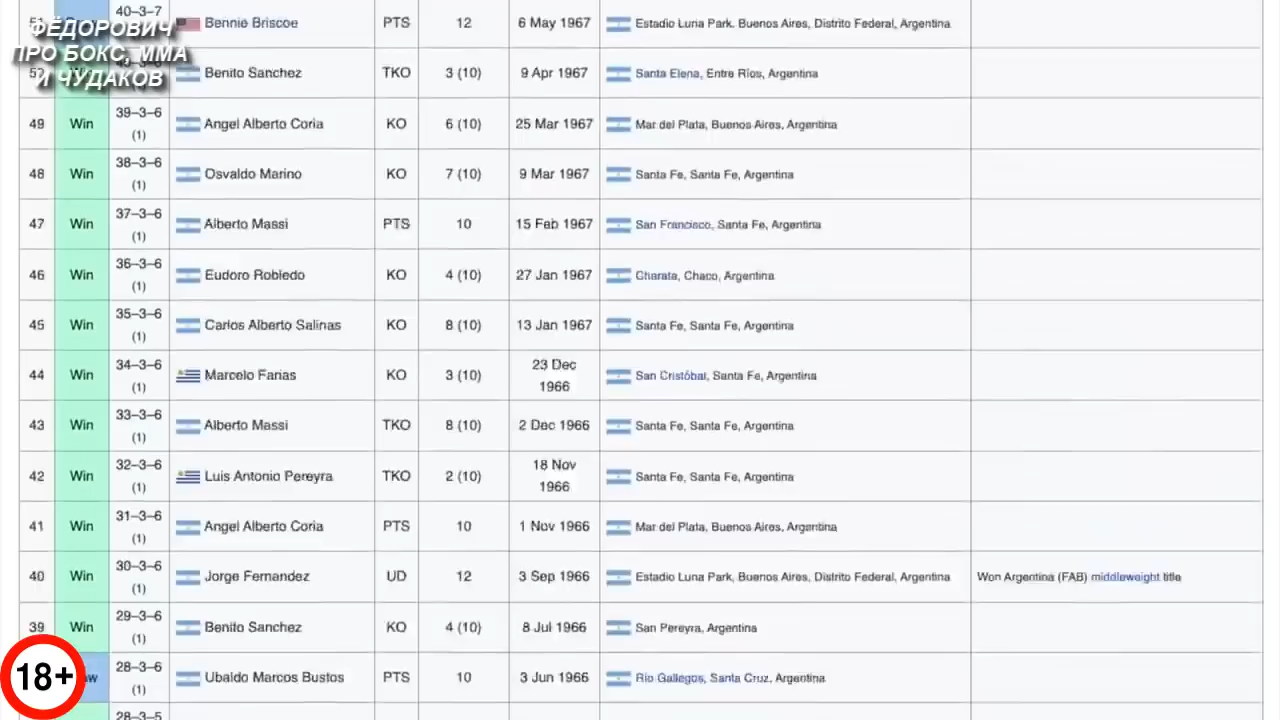 ФЁДОРОВИЧ
ПРО БОКС, ММА
И ЧУДАКОВ
40–3–7
Bennie Briscoe PTS 12 6 May 1967 Estadio Luna Park, Buenos Aires, Distrito Federal, Argentina
Benito Sanchez TKO 3 (10) 9 Apr 1967 Santa Elena, Entre Ríos, Argentina
49 Win 39–3–6 (1) Angel Alberto Coria KO 6 (10) 25 Mar 1967 Mar del Plata, Buenos Aires, Argentina
48 Win 38–3–6 (1) Osvaldo Marino KO 7 (10) 9 Mar 1967 Santa Fe, Santa Fe, Argentina
47 Win 37–3–6 (1) Alberto Massi PTS 10 15 Feb 1967 San Francisco, Santa Fe, Argentina
46 Win 36–3–6 (1) Eudoro Robledo KO 4 (10) 27 Jan 1967 Charata, Chaco, Argentina
45 Win 35–3–6 (1) Carlos Alberto Salinas KO 8 (10) 13 Jan 1967 Santa Fe, Santa Fe, Argentina
44 Win 34–3–6 (1) Marcelo Farias KO 3 (10) 23 Dec 1966 San Cristóbal, Santa Fe, Argentina
43 Win 33–3–6 (1) Alberto Massi TKO 8 (10) 2 Dec 1966 Santa Fe, Santa Fe, Argentina
42 Win 32–3–6 (1) Luis Antonio Pereyra TKO 2 (10) 18 Nov 1966 Santa Fe, Santa Fe, Argentina
41 Win 31–3–6 (1) Angel Alberto Coria PTS 10 1 Nov 1966 Mar del Plata, Buenos Aires, Argentina
40 Win 30–3–6 (1) Jorge Fernandez UD 12 3 Sep 1966 Estadio Luna Park, Buenos Aires, Distrito Federal, Argentina Won Argentina (FAB) middleweight title
39 Win 29–3–6 (1) Benito Sanchez KO 4 (10) 8 Jul 1966 San Pereyra, Argentina
28–3–6 (1) Ubaldo Marcos Bustos PTS 10 3 Jun 1966 Río Gallegos, Santa Cruz, Argentina
28–3–5
18+